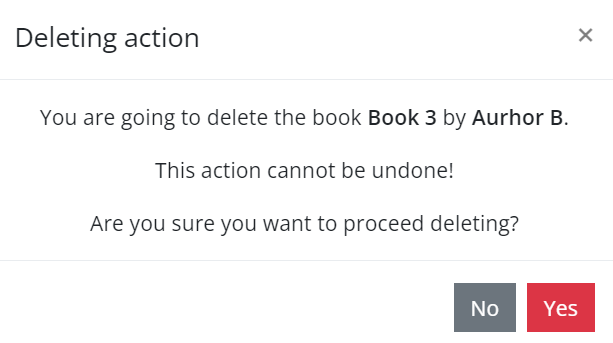 Deleting action
×
You are going to delete the book Book 3 by Aurhor B.
This action cannot be undone!
Are you sure you want to proceed deleting?
No Yes